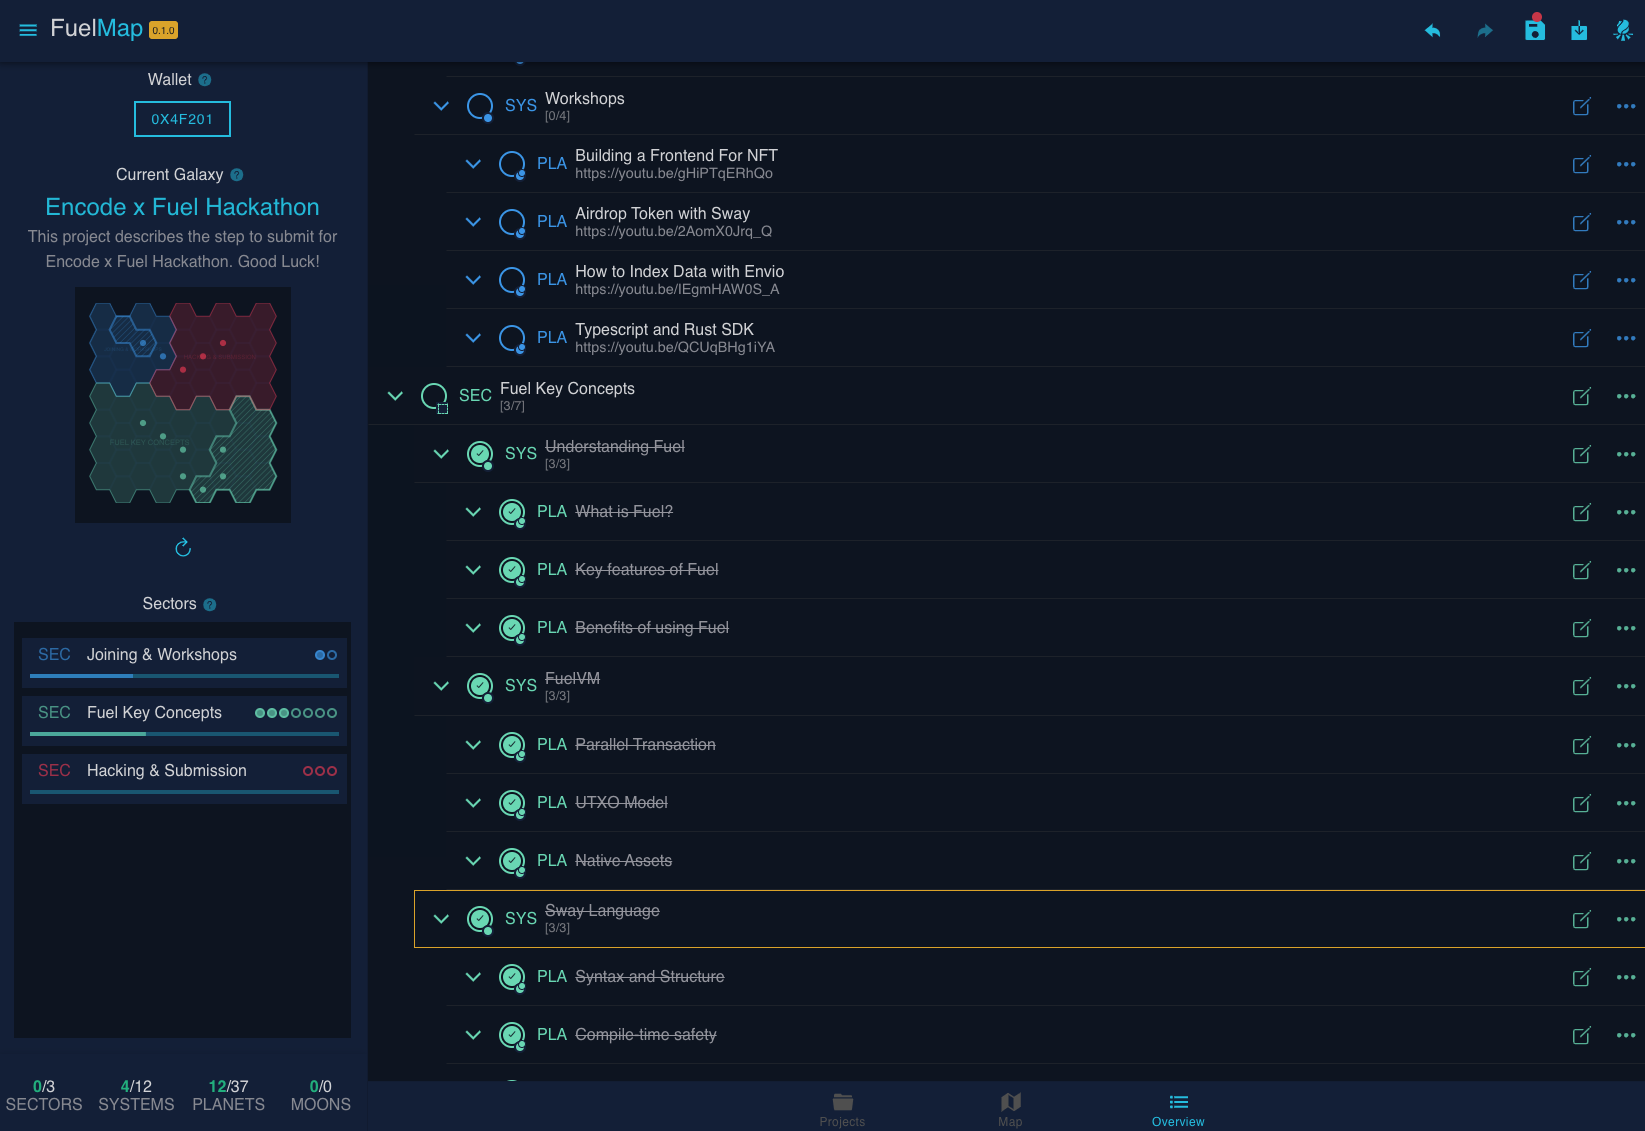 FuelMap 0.1.0
Wallet
0X4F201
Current Galaxy
Encode x Fuel Hackathon
This project describes the step to submit for
Encode x Fuel Hackathon. Good Luck!
FUEL KEY CONCEPTS
Sectors
SEC Joining & Workshops
SEC Fuel Key Concepts
SEC Hacking & Submission
0/3 4/12 12/37 0/0
SECTORS SYSTEMS PLANETS MOONS
SYS Workshops
[0/4]
PLA Building a Frontend For NFT
https://youtu.be/gHiPTqERhQo
PLA Airdrop Token with Sway
https://youtu.be/2AomX0Jrq_Q
PLA How to Index Data with Envio
https://youtu.be/IEgmHAW0S_A
PLA Typescript and Rust SDK
https://youtu.be/QCUqBHg1iYA
SEC Fuel Key Concepts
[3/7]
SYS Understanding Fuel
[3/3]
PLA What is Fuel?
PLA Key features of Fuel
PLA Benefits of using Fuel
SYS FuelVM
[3/3]
PLA Parallel Transaction
PLA UTXO Model
PLA Native Assets
SYS Sway Language
[3/3]
PLA Syntax and Structure
PLA Compile-time safety
Projects Map Overview